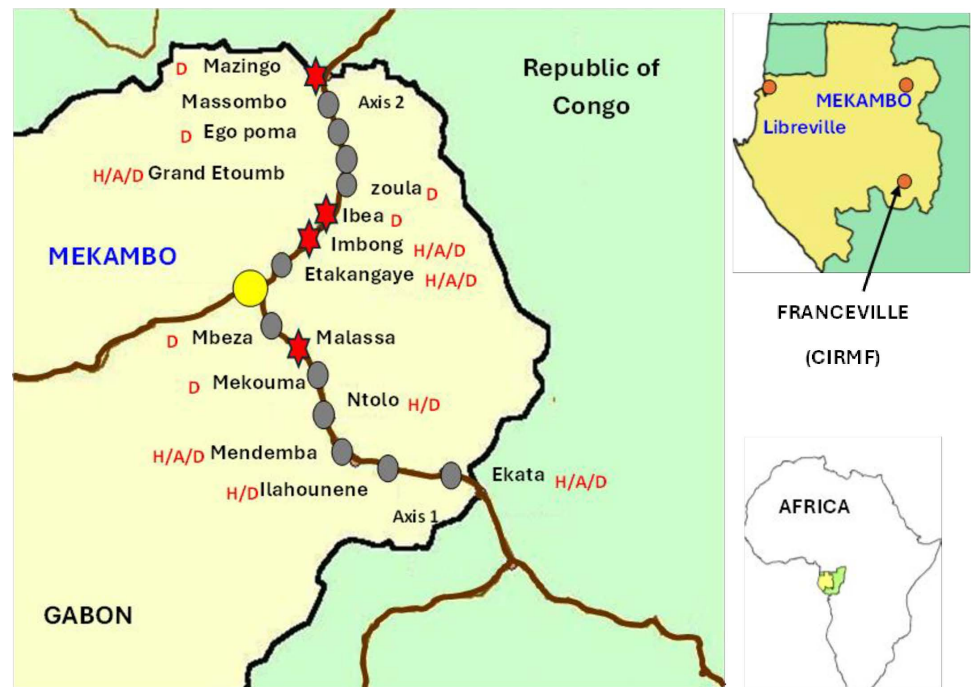 D Mazingo
Republic of
Congo
Massombo
Axis 2
D Ego poma
H/A/D Grand Etoumb
zoula D
Ibea D
Imbong H/A/D
MEKAMBO
Etakangaye H/A/D
D Mbeza
Malassa
D Mekouma
Ntolo H/D
H/A/D Mendemba
Ekata H/A/D
H/D Ilahounene
Axis 1
GABON
MEKAMBO
Libreville
FRANCEVILLE
(CIRMF)
AFRICA